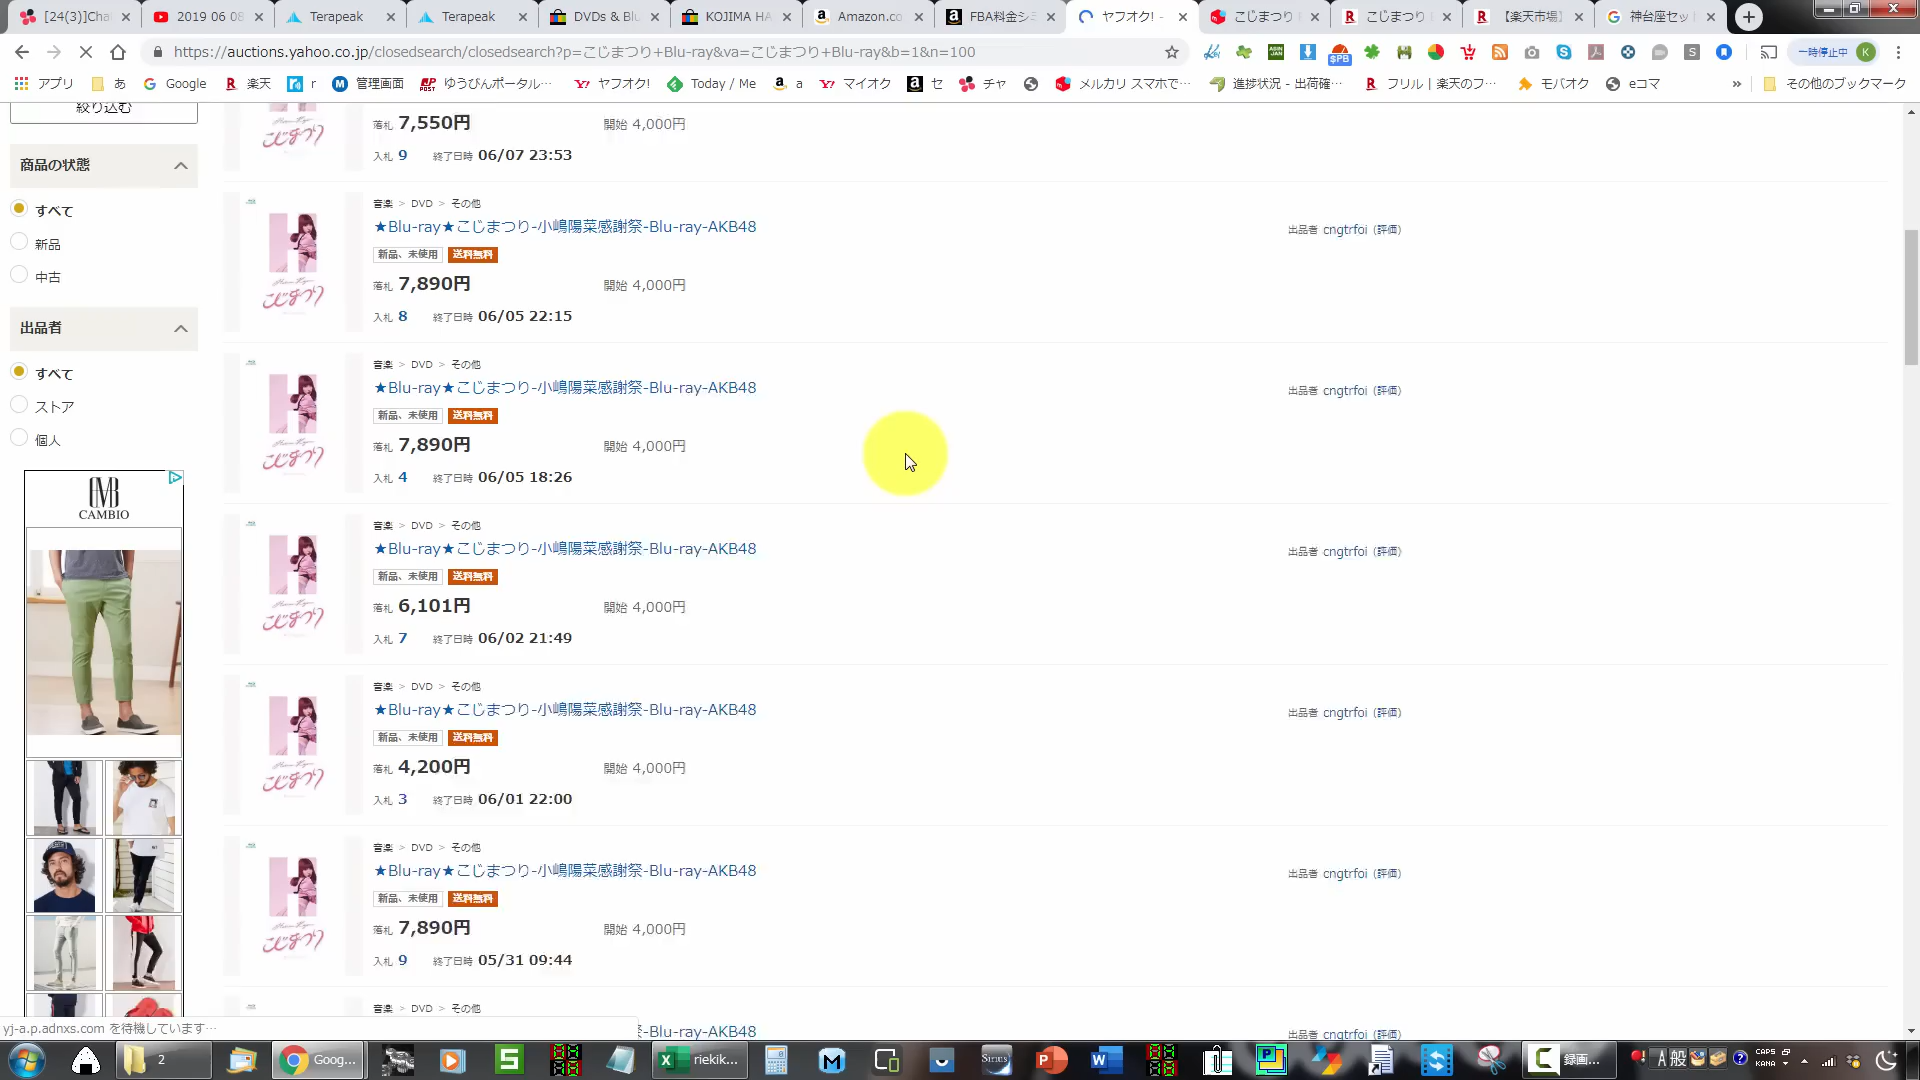 [24(3)]Cha
2019 06 08
Terapeak
Terapeak
DVDs & Blu
KOJIMA HA
Amazon.co
FBA料金シミ
ヤフオク! -
こじまつり
こじまつり
【楽天市場】
神台座セッ
https://auctions.yahoo.co.jp/closedsearch/closedsearch?p=こじまつり+Blu-ray&va=こじまつり+Blu-ray&b=1&n=100
$PB
一時停止中 K
アプリ
あ
Google
楽天
r
管理画面
ゆうびんポータル…
ヤフオク!
Today / Me
a
マイオク
セ
チャ
メルカリ スマホで…
進捗状況 - 出荷確…
フリル | 楽天のフ…
モバオク
eコマ
»
その他のブックマーク
絞り込む
商品の状態
すべて
新品
中古
出品者
すべて
ストア
個人
CAMBIO
落札 7,550円 開始 4,000円
入札 9 終了日時 06/07 23:53
音楽 > DVD > その他
★Blu-ray★こじまつり-小嶋陽菜感謝祭-Blu-ray-AKB48
出品者 cngtrfoi (評価)
新品、未使用 送料無料
落札 7,890円 開始 4,000円
入札 8 終了日時 06/05 22:15
音楽 > DVD > その他
★Blu-ray★こじまつり-小嶋陽菜感謝祭-Blu-ray-AKB48
出品者 cngtrfoi (評価)
新品、未使用 送料無料
落札 7,890円 開始 4,000円
入札 4 終了日時 06/05 18:26
音楽 > DVD > その他
★Blu-ray★こじまつり-小嶋陽菜感謝祭-Blu-ray-AKB48
出品者 cngtrfoi (評価)
新品、未使用 送料無料
落札 6,101円 開始 4,000円
入札 7 終了日時 06/02 21:49
音楽 > DVD > その他
★Blu-ray★こじまつり-小嶋陽菜感謝祭-Blu-ray-AKB48
出品者 cngtrfoi (評価)
新品、未使用 送料無料
落札 4,200円 開始 4,000円
入札 3 終了日時 06/01 22:00
音楽 > DVD > その他
★Blu-ray★こじまつり-小嶋陽菜感謝祭-Blu-ray-AKB48
出品者 cngtrfoi (評価)
新品、未使用 送料無料
落札 7,890円 開始 4,000円
入札 9 終了日時 05/31 09:44
音楽 > DVD > その他
-Blu-ray-AKB48
出品者 cngtrfoi (評価)
yj-a.p.adnxs.com を待機しています…
2
Goog...
riekik...
Sirius
録画...
A 般
CAPS
KANA